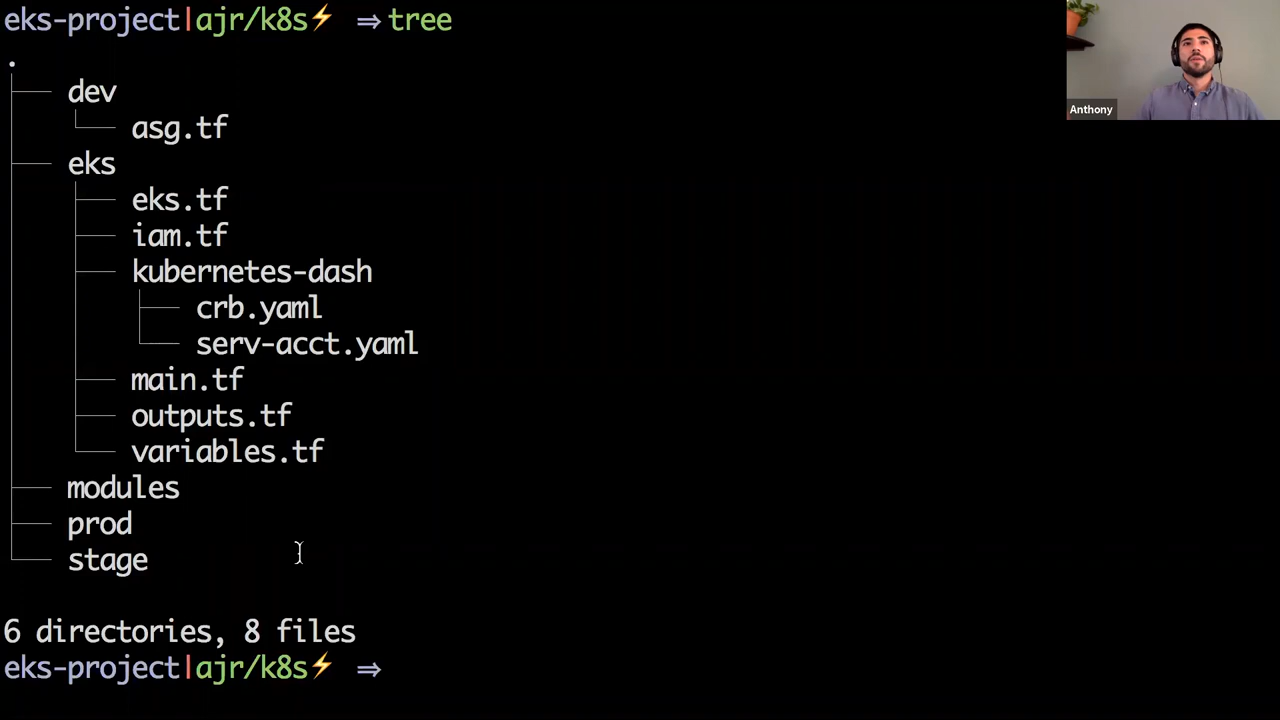 eks-project|ajr/k8s⚡ ⇒ tree
.
├── dev
│   └── asg.tf
├── eks
│   ├── eks.tf
│   ├── iam.tf
│   ├── kubernetes-dash
│   │   ├── crb.yaml
│   │   └── serv-acct.yaml
│   ├── main.tf
│   ├── outputs.tf
│   └── variables.tf
├── modules
├── prod
└── stage
6 directories, 8 files
eks-project|ajr/k8s⚡ ⇒
Anthony